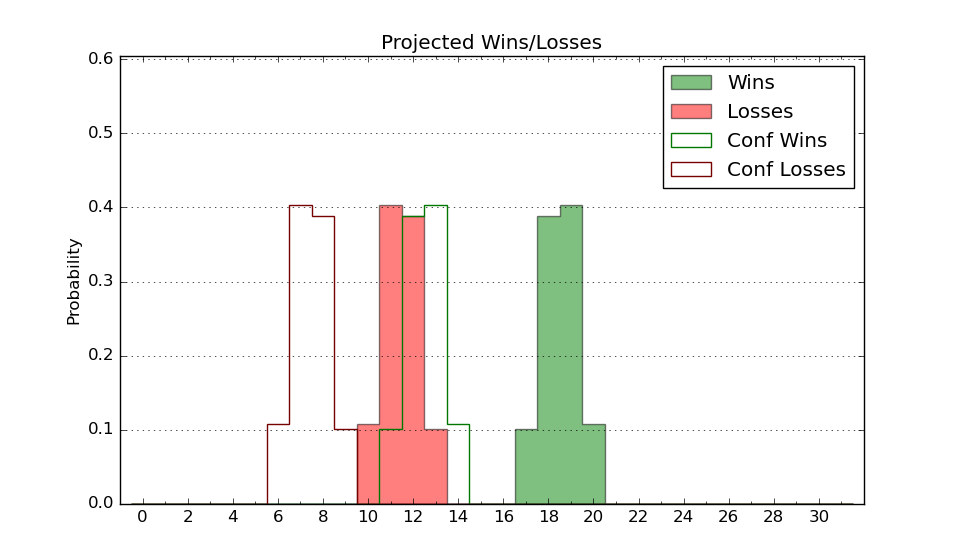 Projected Wins/Losses
0.6
0.5
0.4
0.3
0.2
0.1
0.0
Probability
Wins
Losses
Conf Wins
Conf Losses
0 2 4 6 8 10 12 14 16 18 20 22 24 26 28 30